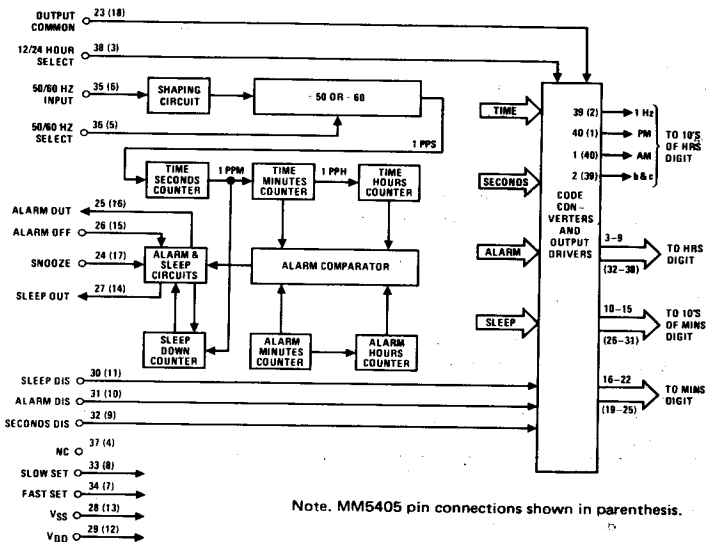 OUTPUT COMMON 23 (18)
12/24 HOUR SELECT 38 (3)
50/60 HZ INPUT 35 (6)
SHAPING CIRCUIT
÷ 50 OR ÷ 60
50/60 HZ SELECT 36 (5)
1 PPS
TIME SECONDS COUNTER
1 PPM
TIME MINUTES COUNTER
1 PPH
TIME HOURS COUNTER
ALARM OUT 25 (16)
ALARM OFF 26 (15)
SNOOZE 24 (17)
SLEEP OUT 27 (14)
ALARM & SLEEP CIRCUITS
ALARM COMPARATOR
SLEEP DOWN COUNTER
ALARM MINUTES COUNTER
ALARM HOURS COUNTER
SLEEP DIS 30 (11)
ALARM DIS 31 (10)
SECONDS DIS 32 (9)
NC 37 (4)
SLOW SET 33 (8)
FAST SET 34 (7)
VSS 28 (13)
VDD 29 (12)
TIME
SECONDS
ALARM
SLEEP
CODE CON- VERTERS AND OUTPUT DRIVERS
39 (2) 1 Hz
40 (1) PM
1 (40) AM
2 (39) b & c
TO 10'S OF HRS DIGIT
3–9
(32–38)
TO HRS DIGIT
10–15
(26–31)
TO 10'S OF MINS DIGIT
16–22
(19–25)
TO MINS DIGIT
Note. MM5405 pin connections shown in parenthesis.